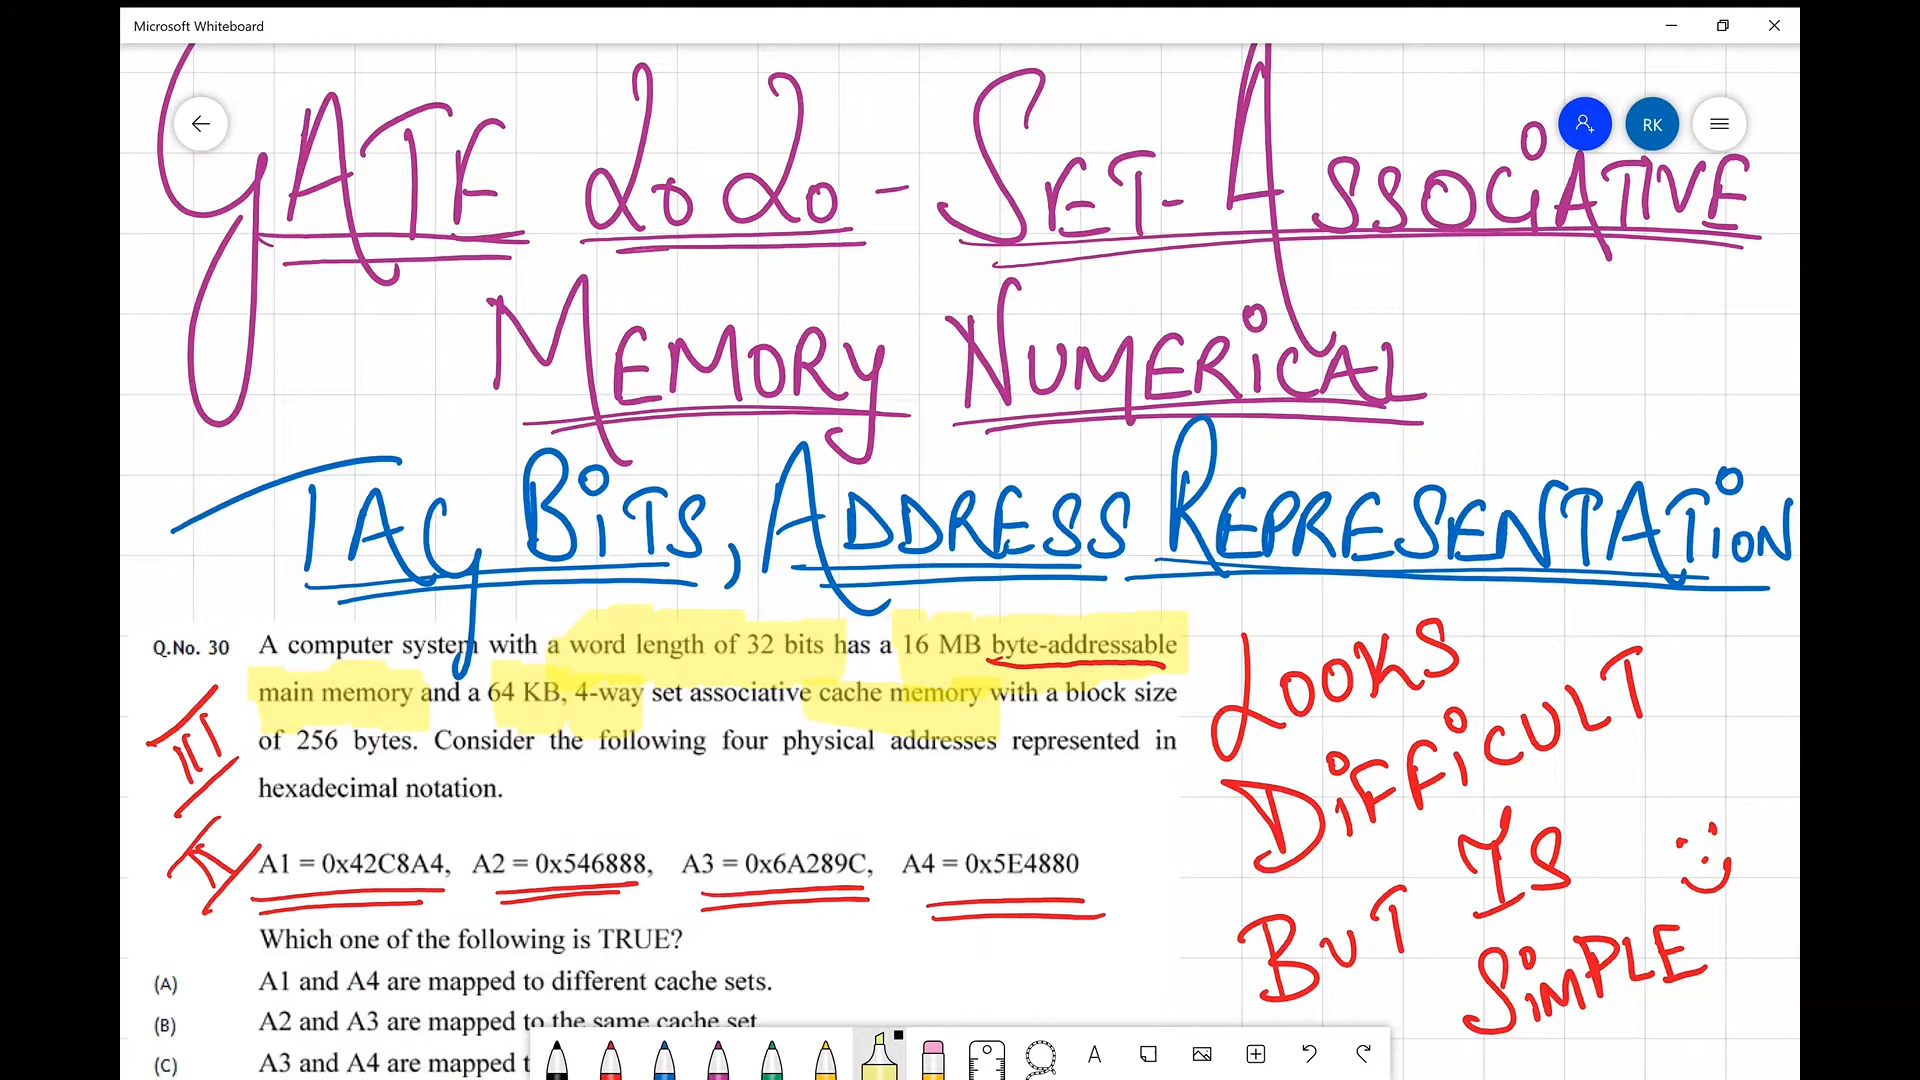 Microsoft Whiteboard
GATE 2020 - SET-ASSOCiATIVE
RK
MEMORY NUMERiCAL
TAG BiTS, ADDRESS REPRESENTATiON
Q.No. 30 A computer system with a word length of 32 bits has a 16 MB byte-addressable
main memory and a 64 KB, 4-way set associative cache memory with a block size
of 256 bytes. Consider the following four physical addresses represented in
hexadecimal notation.
A1 = 0x42C8A4, A2 = 0x546888, A3 = 0x6A289C, A4 = 0x5E4880
Which one of the following is TRUE?
(A) A1 and A4 are mapped to different cache sets.
(B) A2 and A3 are mapped to the same cache set
(C) A3 and A4 are mapped t
III
II
LOOKS
DiFFiCULT
BUT IS
SiMPLE
A